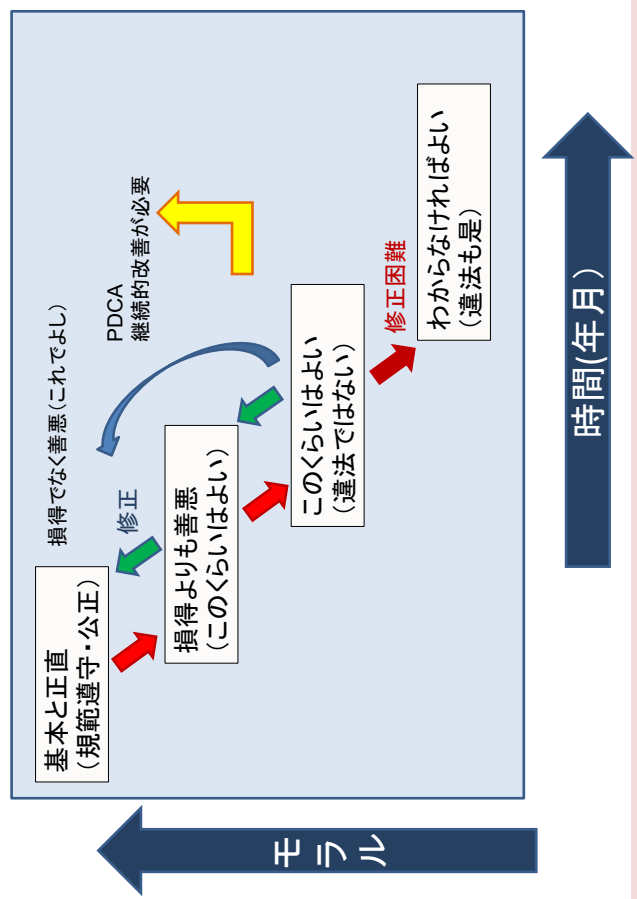 損得でなく善悪(これでよし)
基本と正直
(規範遵守・公正)
修正
PDCA
継続的改善が必要
損得よりも善悪
(このくらいはよい)
このくらいはよい
(違法ではない)
修正困難
わからなければよい
(違法も是)
モラル
時間(年月)